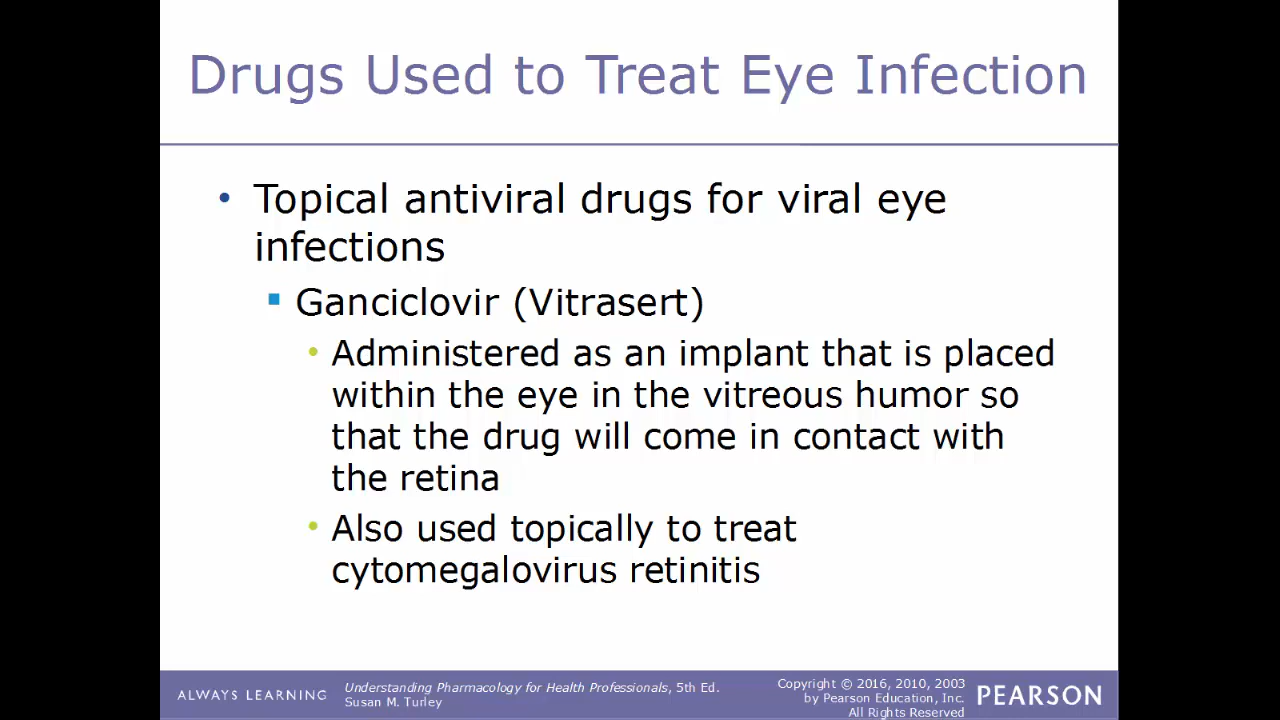 Drugs Used to Treat Eye Infection
• Topical antiviral drugs for viral eye
infections
▪ Ganciclovir (Vitrasert)
• Administered as an implant that is placed
within the eye in the vitreous humor so
that the drug will come in contact with
the retina
• Also used topically to treat
cytomegalovirus retinitis
ALWAYS LEARNING
Understanding Pharmacology for Health Professionals, 5th Ed.
Susan M. Turley
Copyright © 2016, 2010, 2003
by Pearson Education, Inc.
All Rights Reserved
PEARSON